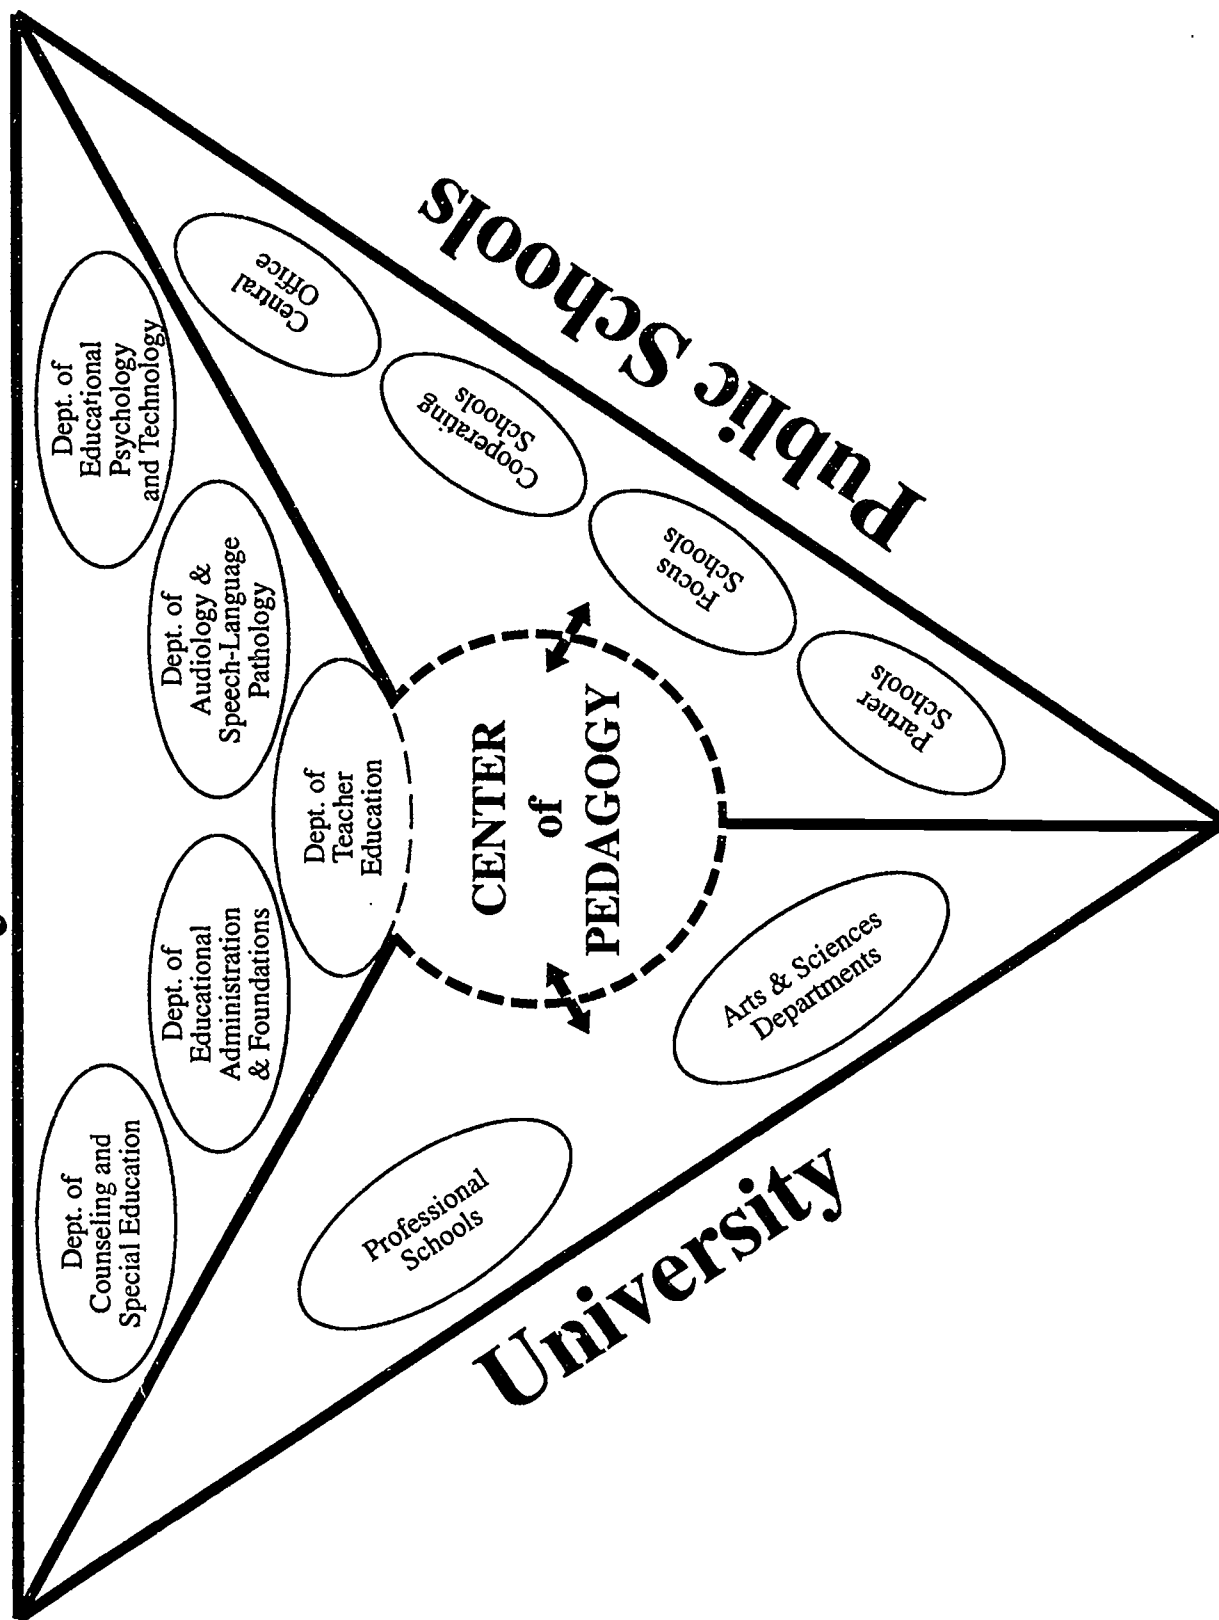 Dept. of
Counseling and
Special Education
Dept. of
Educational
Administration
& Foundations
Dept. of
Teacher
Education
Dept. of
Audiology &
Speech-Language
Pathology
Dept. of
Educational
Psychology
and Technology
CENTER
of
PEDAGOGY
Professional
Schools
Arts & Sciences
Departments
University
Central
Office
Cooperating
Schools
Focus
Schools
Partner
Schools
Public Schools